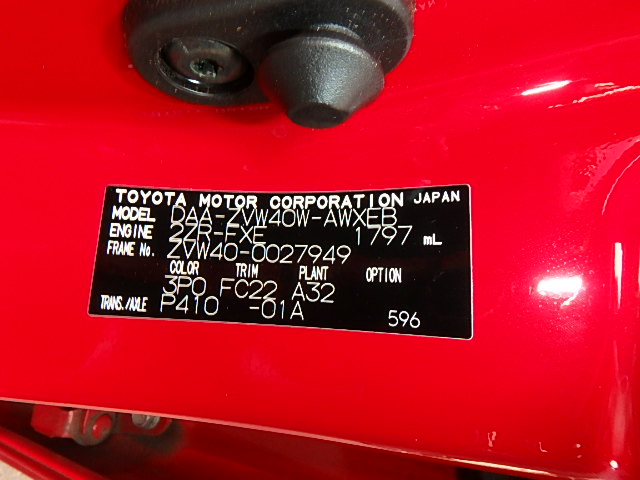 TOYOTA MOTOR CORPORATION JAPAN
MODEL DAA-ZVW40W-AWXEB
ENGINE 2ZR-FXE 1797 mL
FRAME No. ZVW40-0027949
COLOR TRIM PLANT OPTION
3P0 FC22 A32
TRANS./AXLE P410 -01A 596